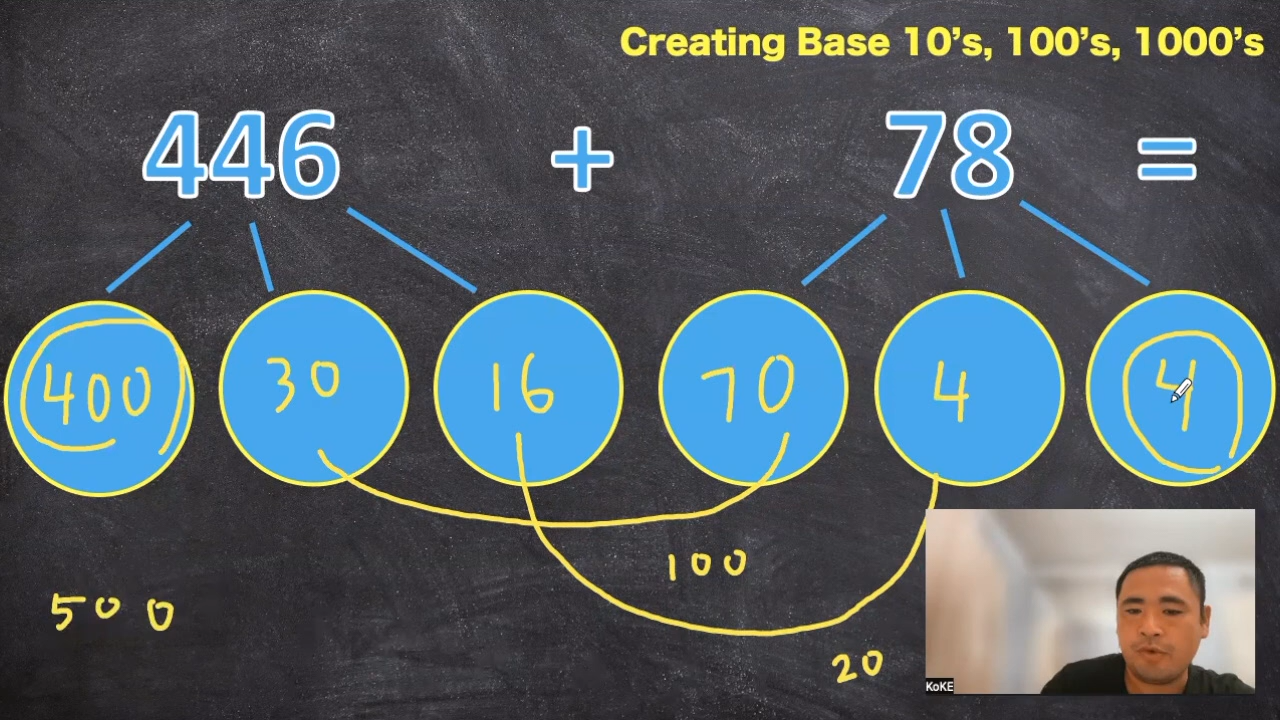 Creating Base 10’s, 100’s, 1000’s
446 + 78 =
400 30 16 70 4 4
100
500
20
KoKE